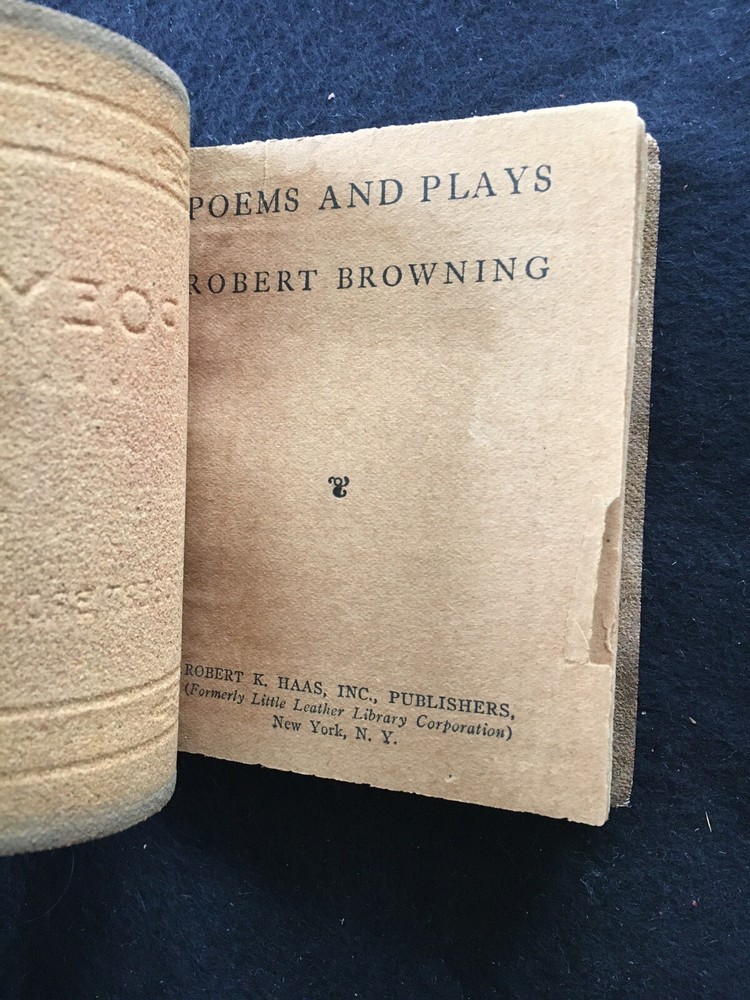 POEMS AND PLAYS
ROBERT BROWNING
ROBERT K. HAAS, INC., PUBLISHERS,
(Formerly Little Leather Library Corporation)
New York, N. Y.